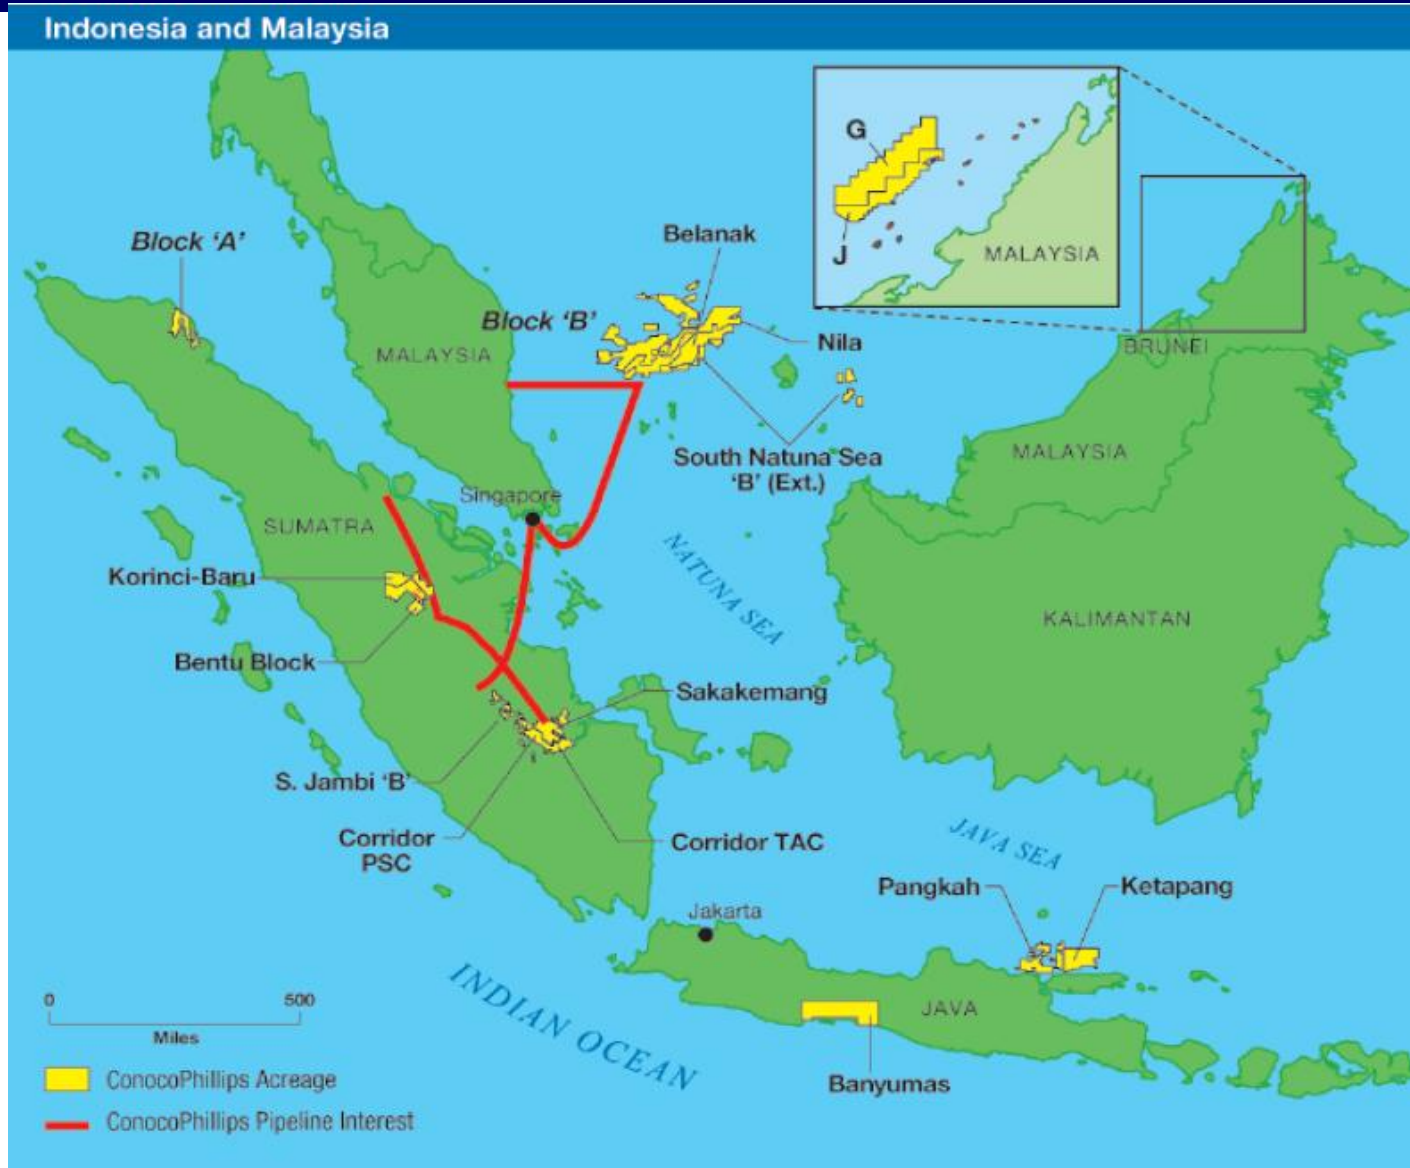 Indonesia and Malaysia
G
J
MALAYSIA
Block ‘A’
Belanak
Block ‘B’
Nila
MALAYSIA
BRUNEI
South Natuna Sea
‘B’ (Ext.)
MALAYSIA
Singapore
SUMATRA
NATUNA SEA
Korinci-Baru
KALIMANTAN
Bentu Block
Sakakemang
S. Jambi ‘B’
Corridor
PSC
Corridor TAC
JAVA SEA
Pangkah
Ketapang
Jakarta
INDIAN OCEAN
JAVA
Banyumas
0 500
Miles
ConocoPhillips Acreage
ConocoPhillips Pipeline Interest